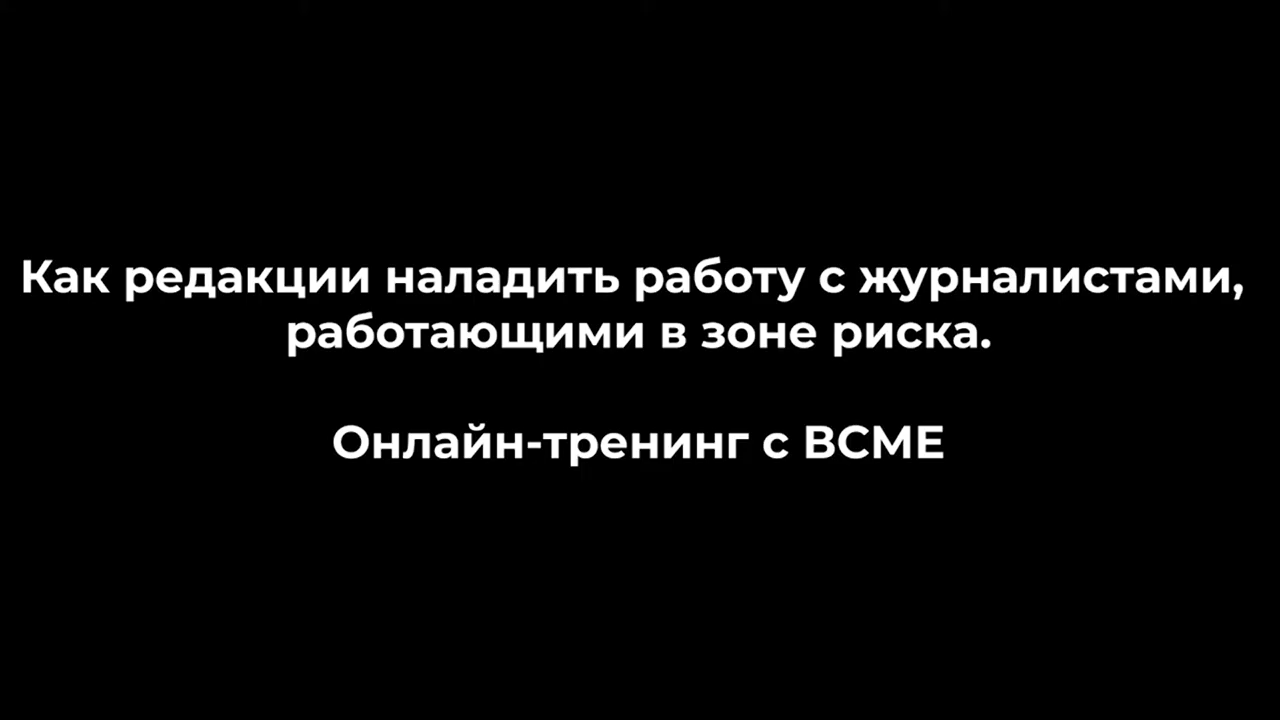 Как редакции наладить работу с журналистами,
работающими в зоне риска.
Онлайн-тренинг с BCME